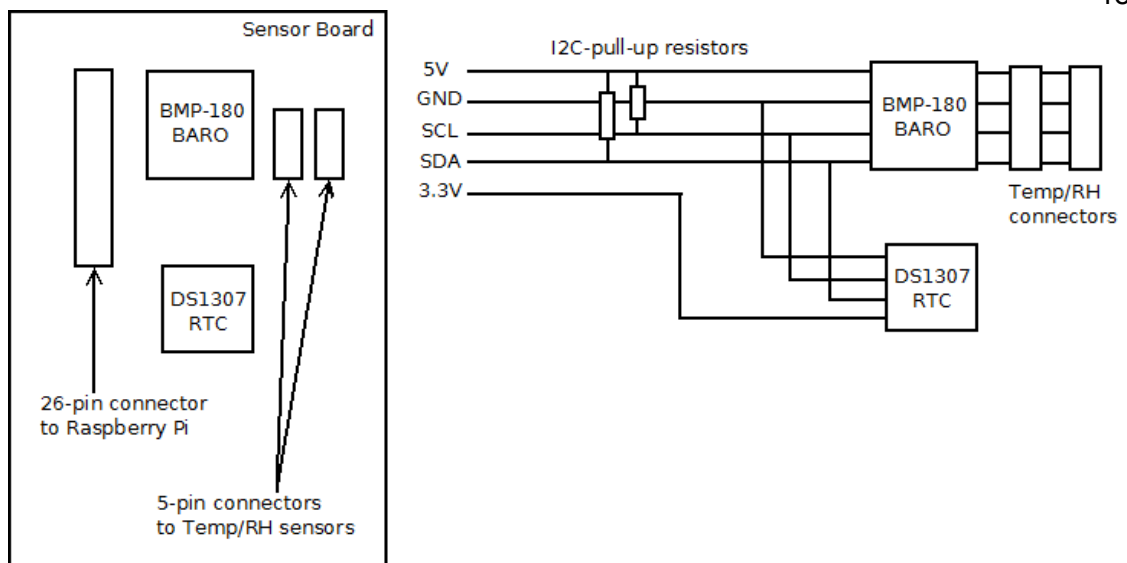 Sensor Board
BMP-180
BARO
DS1307
RTC
26-pin connector
to Raspberry Pi
5-pin connectors
to Temp/RH sensors
I2C-pull-up resistors
5V
GND
SCL
SDA
3.3V
BMP-180
BARO
Temp/RH
connectors
DS1307
RTC